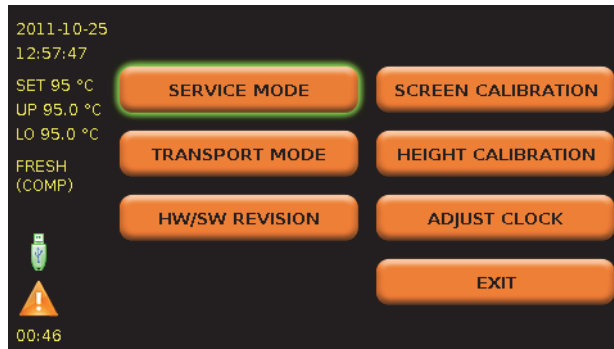 2011-10-25
12:57:47
SET 95 °C
UP 95.0 °C
LO 95.0 °C
FRESH
(COMP)
00:46
SERVICE MODE
TRANSPORT MODE
HW/SW REVISION
SCREEN CALIBRATION
HEIGHT CALIBRATION
ADJUST CLOCK
EXIT